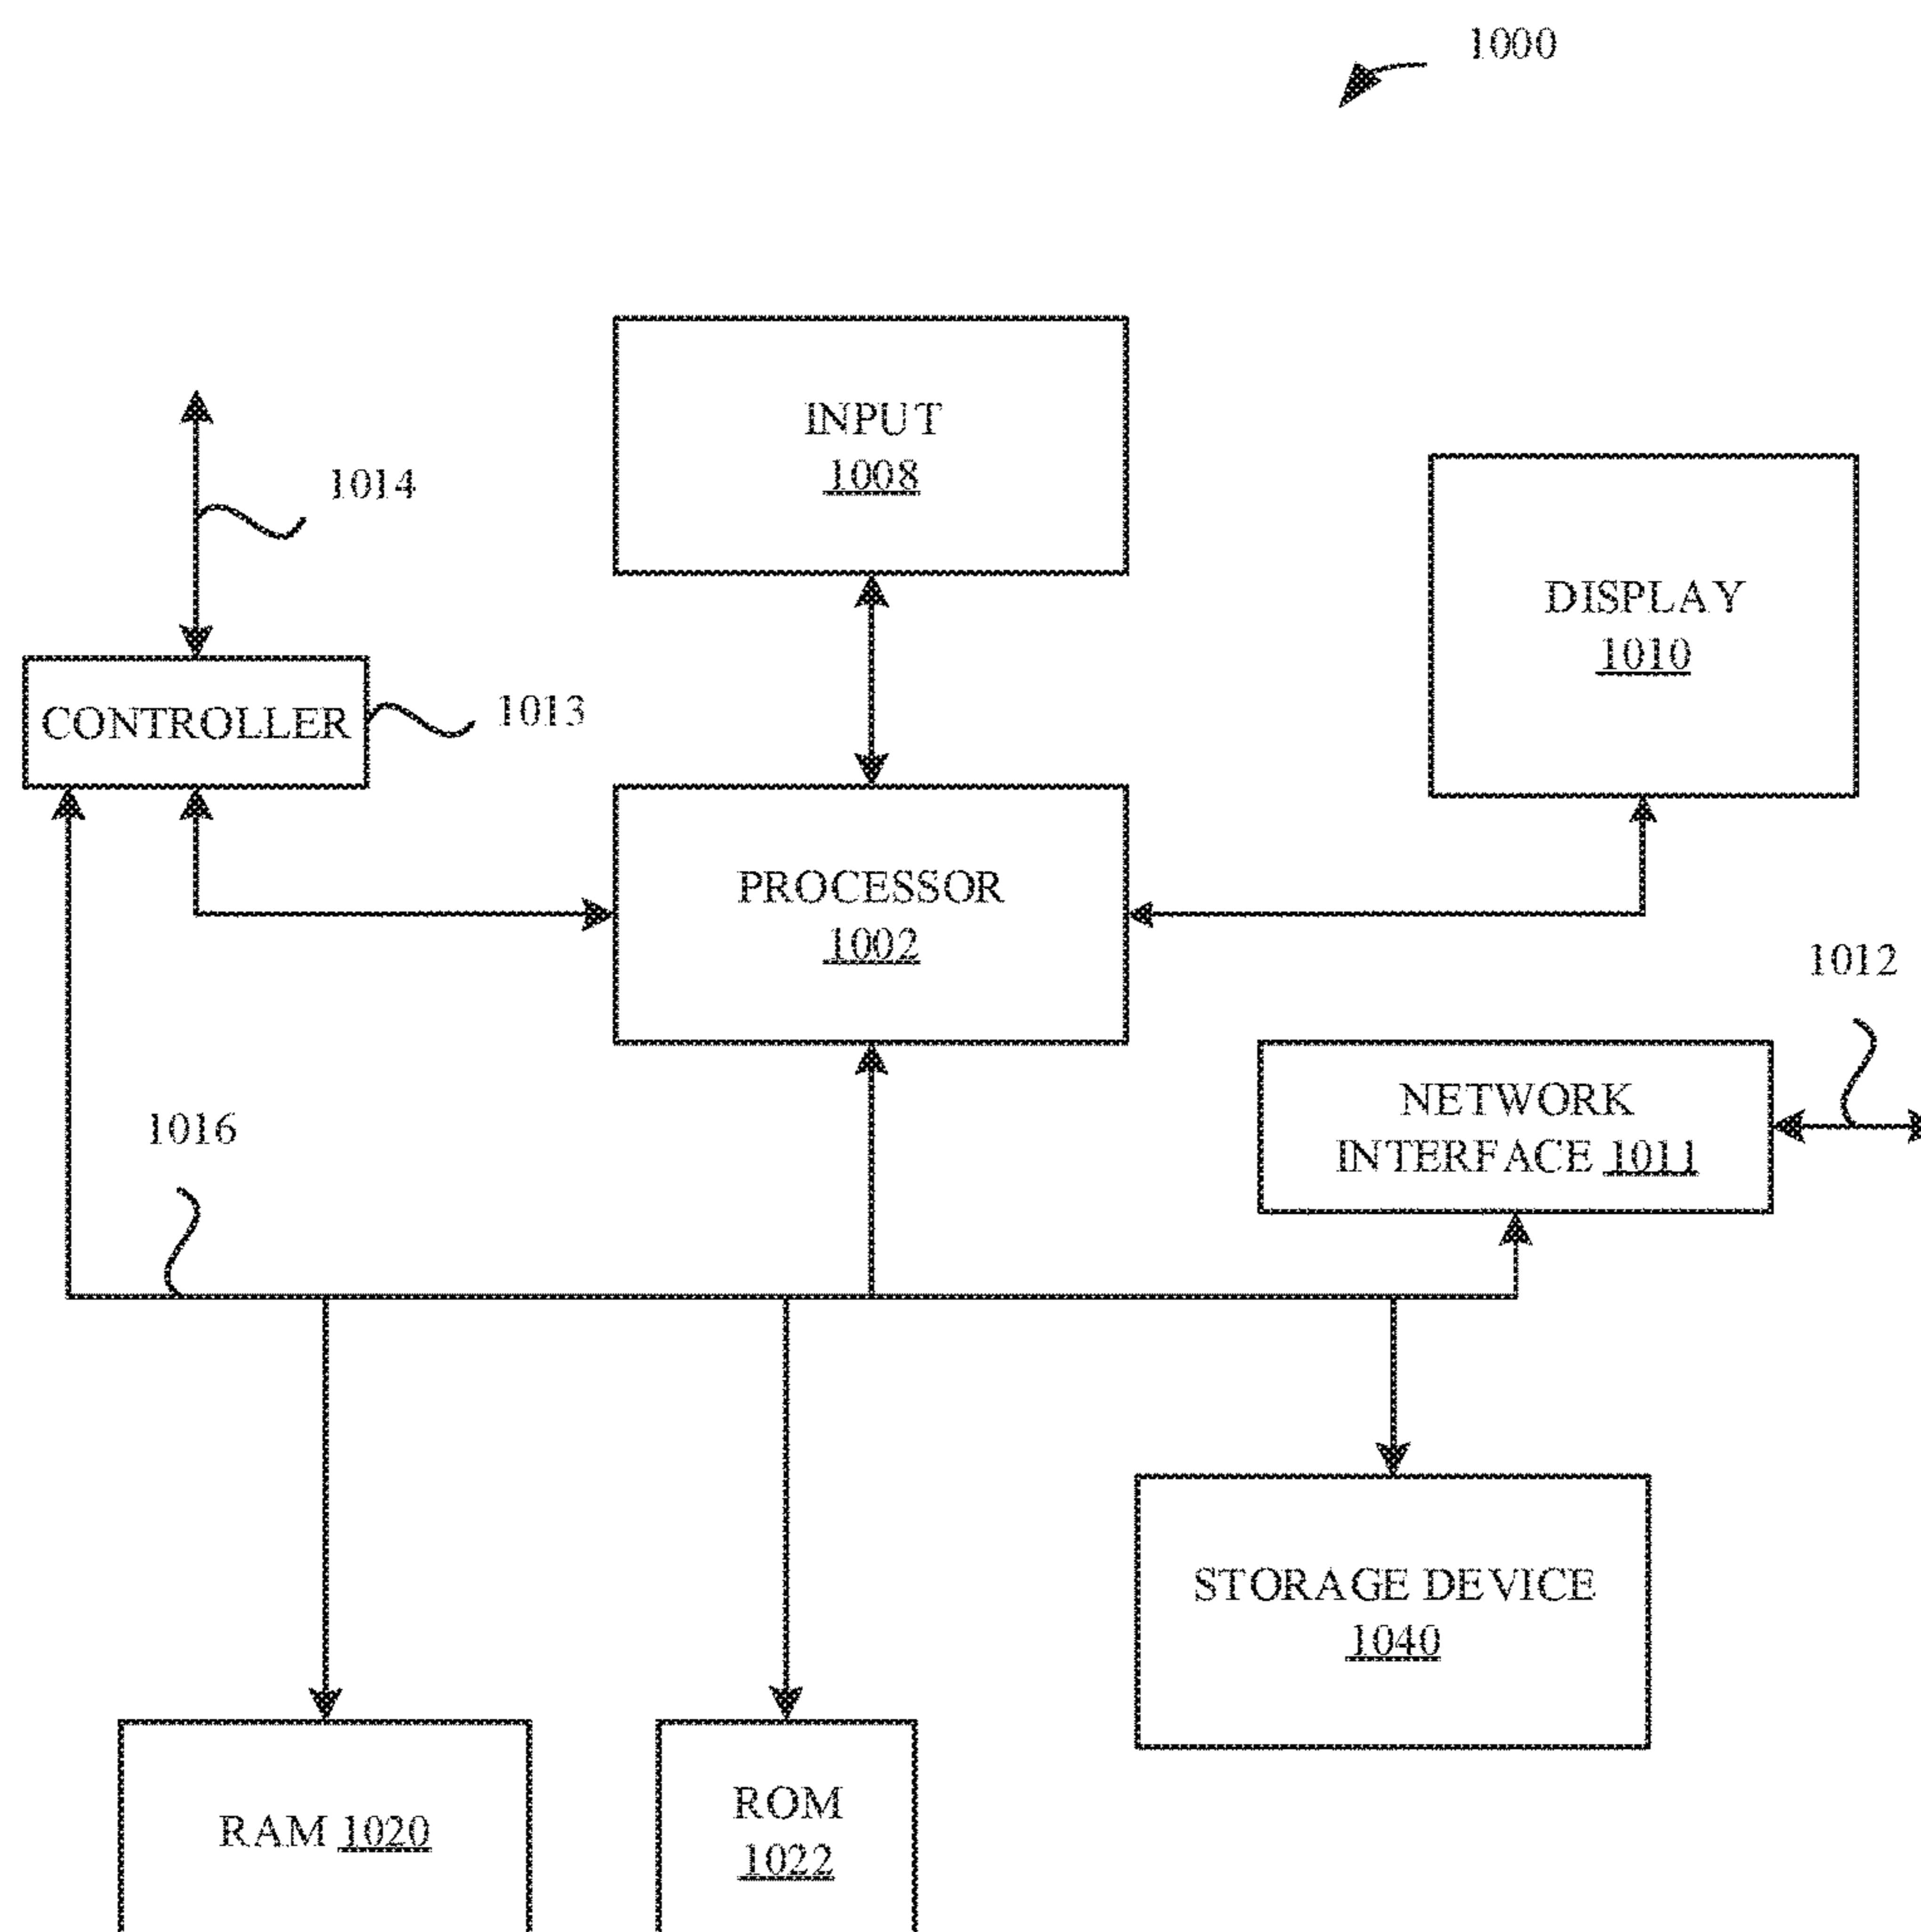 1000
INPUT
1008
1014
DISPLAY
1010
CONTROLLER
1013
PROCESSOR
1002
1012
NETWORK
INTERFACE 1011
1016
STORAGE DEVICE
1040
RAM 1020
ROM
1022